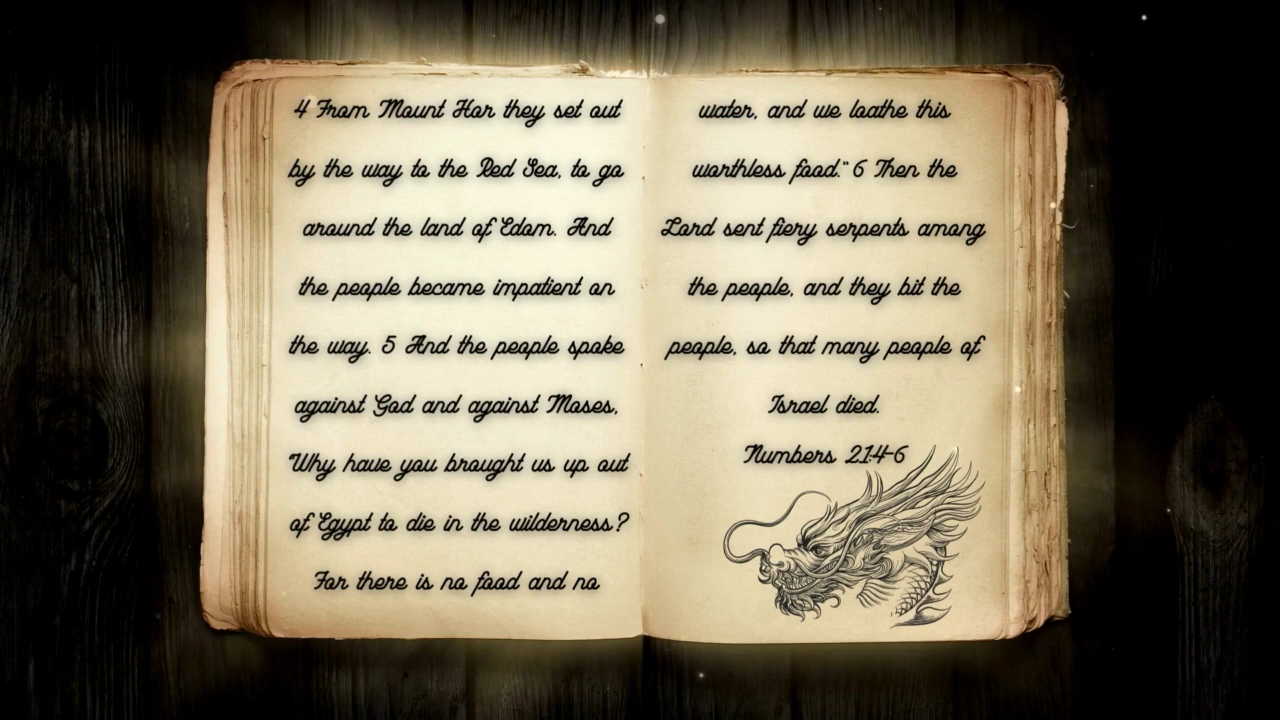 4 From Mount Hor they set out
by the way to the Red Sea, to go
around the land of Edom. And
the people became impatient on
the way. 5 And the people spoke
against God and against Moses,
Why have you brought us up out
of Egypt to die in the wilderness?
For there is no food and no
water, and we loathe this
worthless food." 6 Then the
Lord sent fiery serpents among
the people, and they bit the
people, so that many people of
Israel died.
Numbers 21:4-6